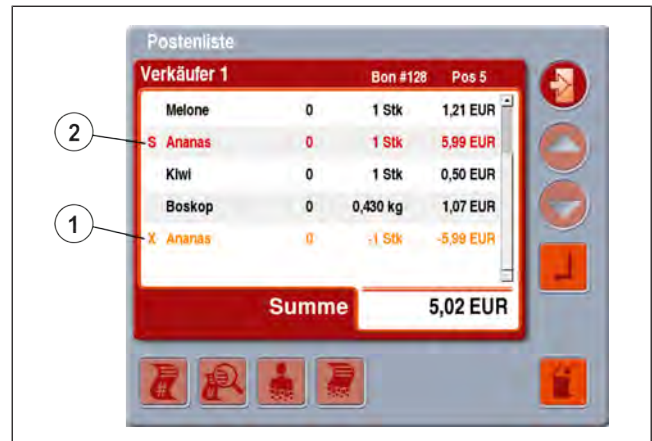 Postenliste
Verkäufer 1 Bon #128 Pos 5
Melone 0 1 Stk 1,21 EUR
2
S Ananas 0 1 Stk 5,99 EUR
Kiwi 0 1 Stk 0,50 EUR
Boskop 0 0,430 kg 1,07 EUR
1
X Ananas 0 -1 Stk -5,99 EUR
Summe 5,02 EUR
#
#